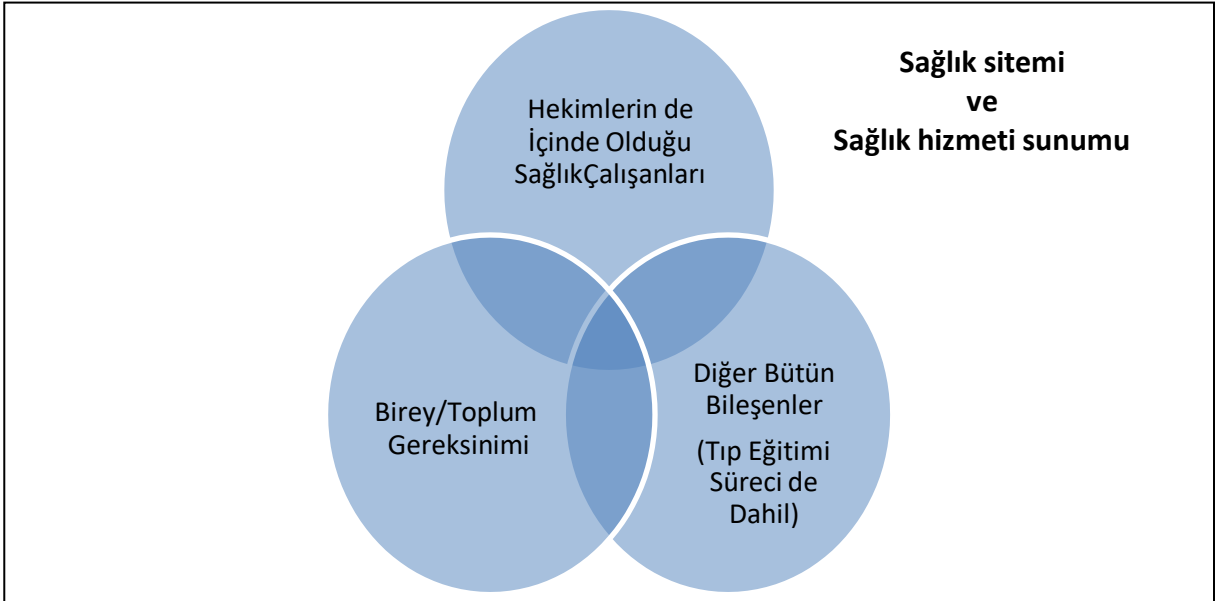 Sağlık sitemi
ve
Sağlık hizmeti sunumu
Hekimlerin de
İçinde Olduğu
SağlıkÇalışanları
Birey/Toplum
Gereksinimi
Diğer Bütün
Bileşenler
(Tıp Eğitimi
Süreci de
Dahil)